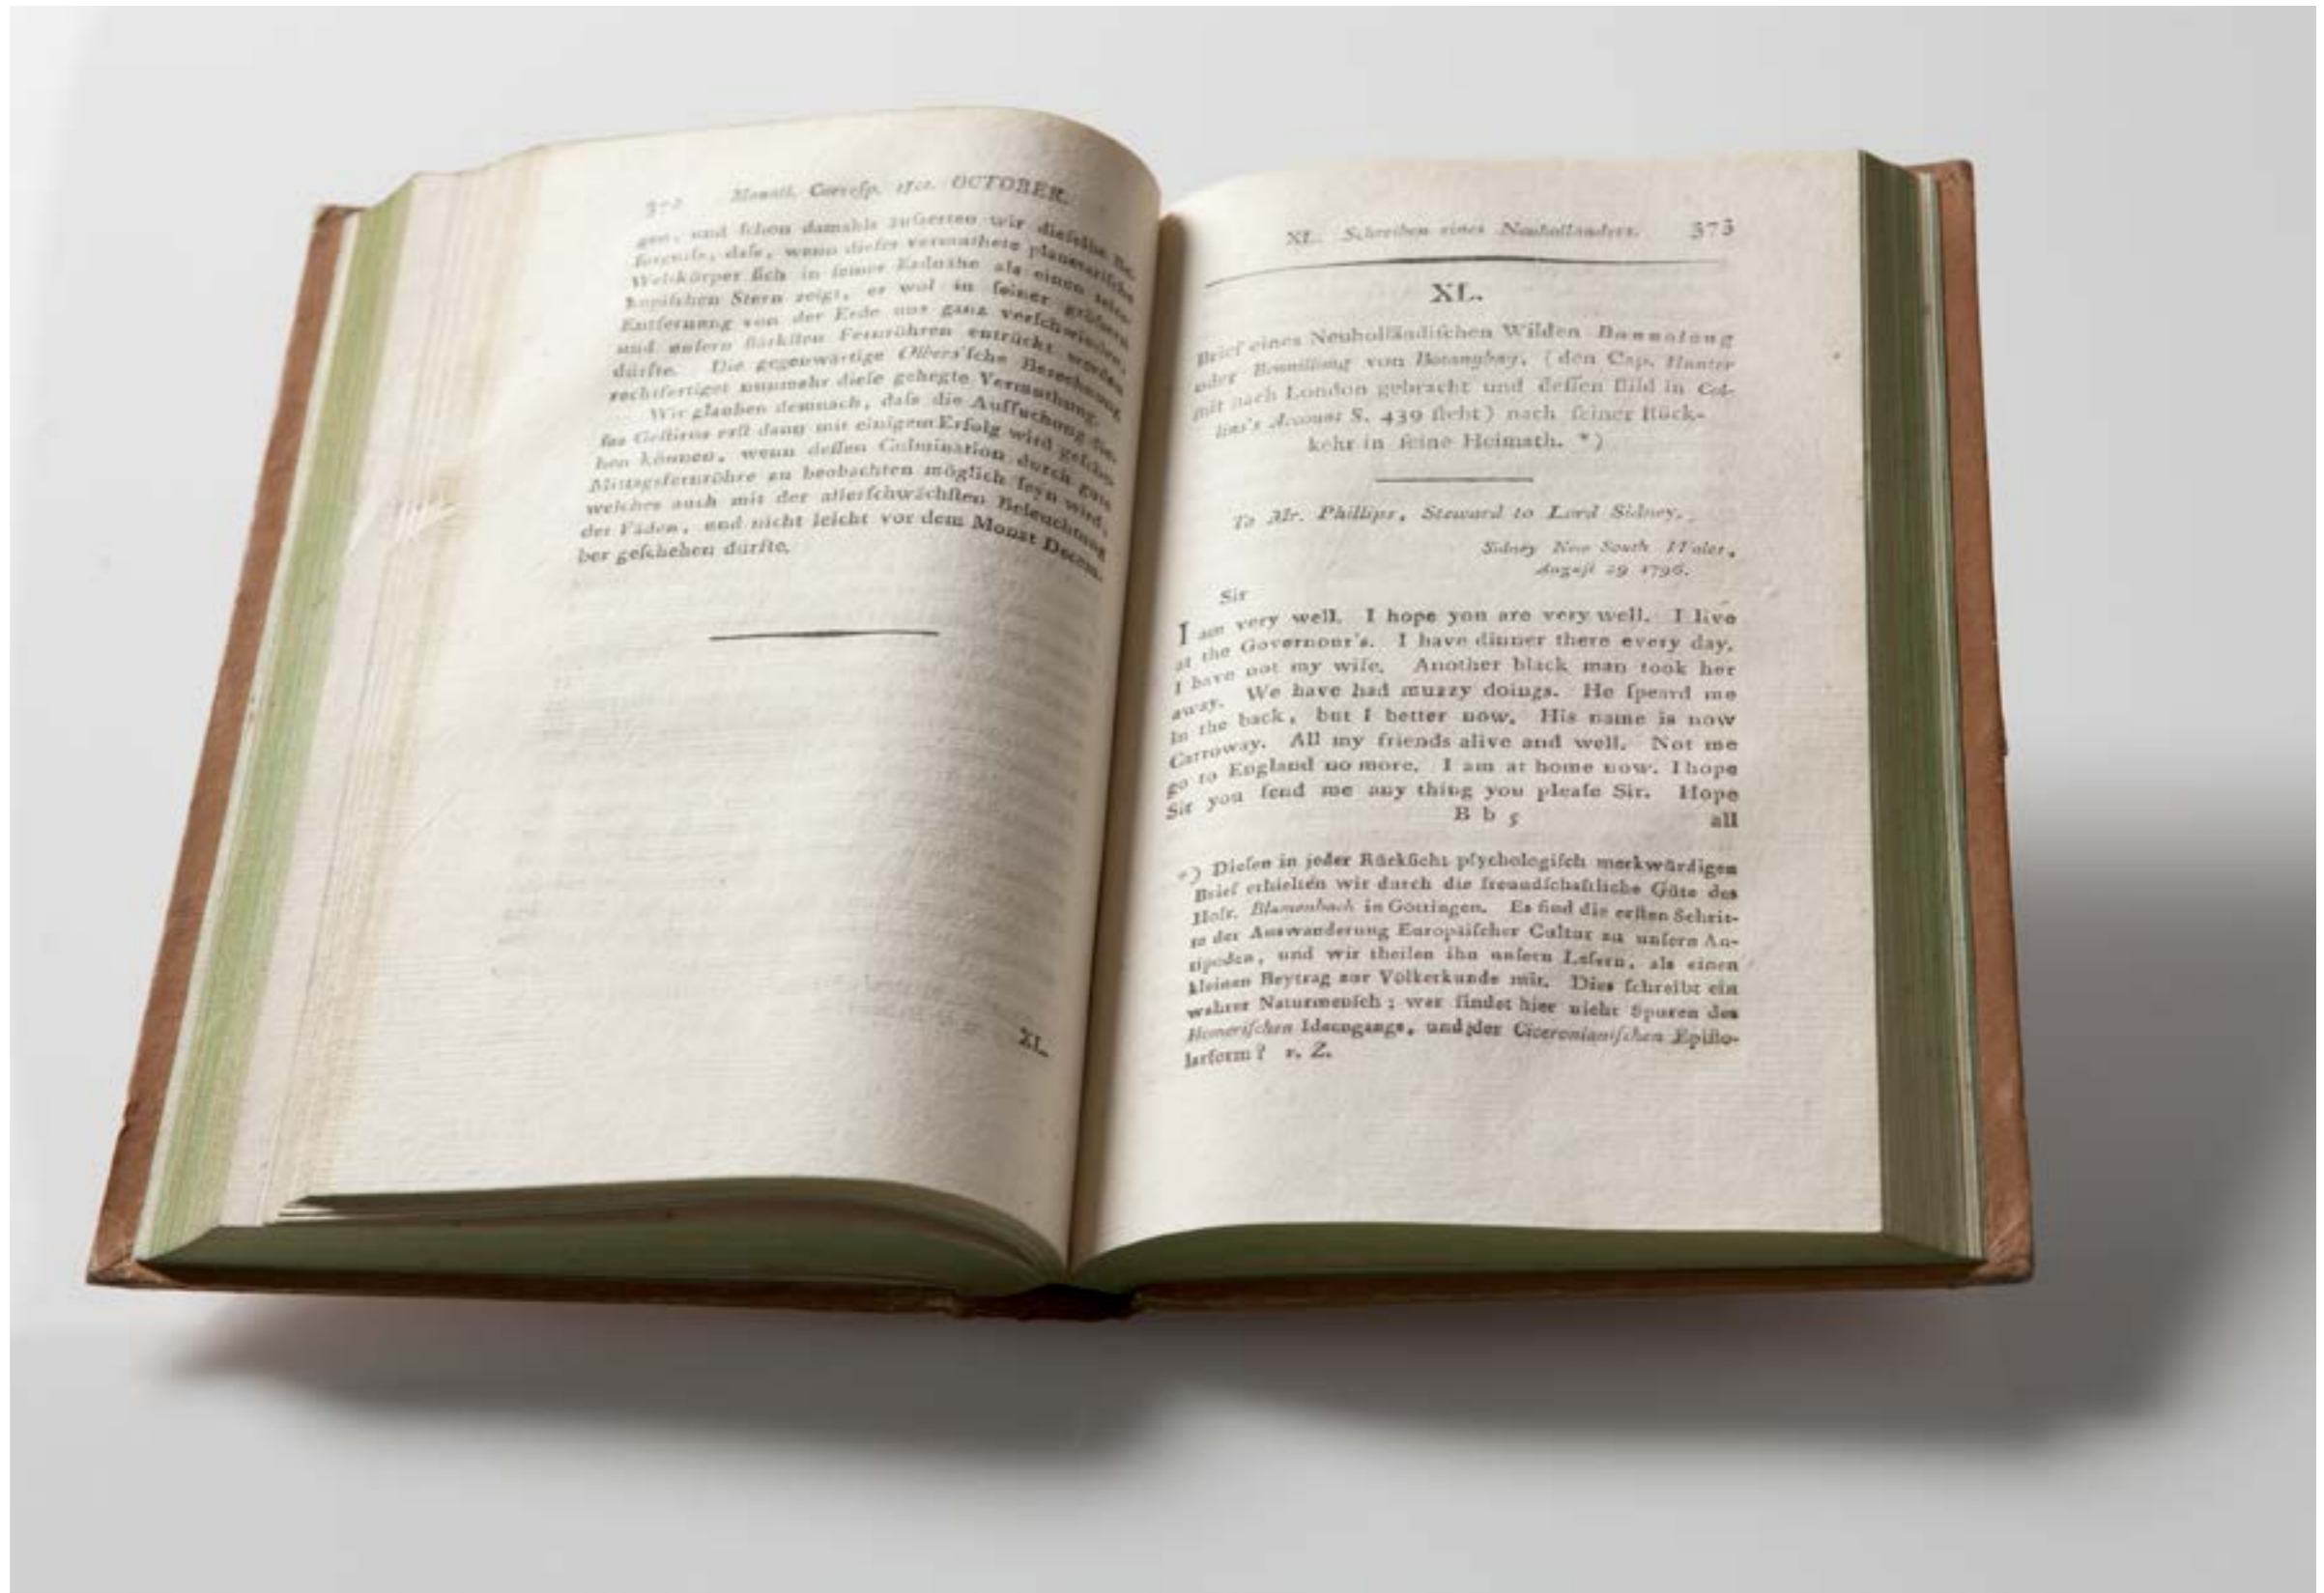 Monatl. Corresp. OCTOBER.
gen, und ſchon damahls äuſserten wir dieſelbe Be-
ſorgniſs, daſs, wenn dieſer vermuthete planetariſche
Weltkörper ſich in ſeiner Erdnähe als einen teles-
kopiſchen Stern zeigt, er wol in ſeiner gröſsern
Entfernung von der Erde uns ganz verſchwinden,
und unſern ſtärkſten Fernröhren entrückt werden
dürfte. Die gegenwärtige Olbers'ſche Berechnung
rechtfertiget nunmehr dieſe gehegte Vermuthung.
Wir glauben demnach, daſs die Aufſuchung die-
ſes Geſtirns erſt dann mit einigem Erfolg wird geſche-
hen können, wenn deſſen Culmination durch gute
Mittagsfernröhre zu beobachten möglich ſeyn wird,
welches auch mit der allerſchwächſten Beleuchtung
der Fäden, und nicht leicht vor dem Monat Decem-
ber geſchehen dürfte.
XL.
XL. Schreiben eines Neuholländers. 373
XL.
Brief eines Neuholländiſchen Wilden Bannolong
oder Bennillong von Botanybay, (den Cap. Hunter
mit nach London gebracht und deſſen Bild in Col-
lins's Account S. 439 ſteht) nach ſeiner Rück-
kehr in ſeine Heimath. *)
To Mr. Phillips, Steward to Lord Sidney.
Sidney New South Wales,
Auguſt 29 1796.
Sir
I am very well. I hope you are very well. I live
at the Governour's. I have dinner there every day.
I have not my wife. Another black man took her
away. We have had muzzy doings. He ſpeard me
in the back, but I better now. His name is now
Carroway. All my friends alive and well. Not me
go to England no more. I am at home now. I hope
Sir you ſend me any thing you pleaſe Sir. Hope
B b 5 all
*) Dieſen in jeder Rückſicht pſychologiſch merkwürdigen
Brief erhielten wir durch die freundſchaftliche Güte des
Hofr. Blumenbach in Göttingen. Es ſind die erſten Schrit-
te der Auswanderung Europäiſcher Cultur zu unſern An-
tipoden, und wir theilen ihn unſern Leſern, als einen
kleinen Beytrag zur Völkerkunde mit. Dies ſchreibt ein
wahrer Naturmenſch; wer findet hier nicht Spuren des
Homeriſchen Ideengangs, und der Ciceronianiſchen Epiſto-
larform? v. Z.